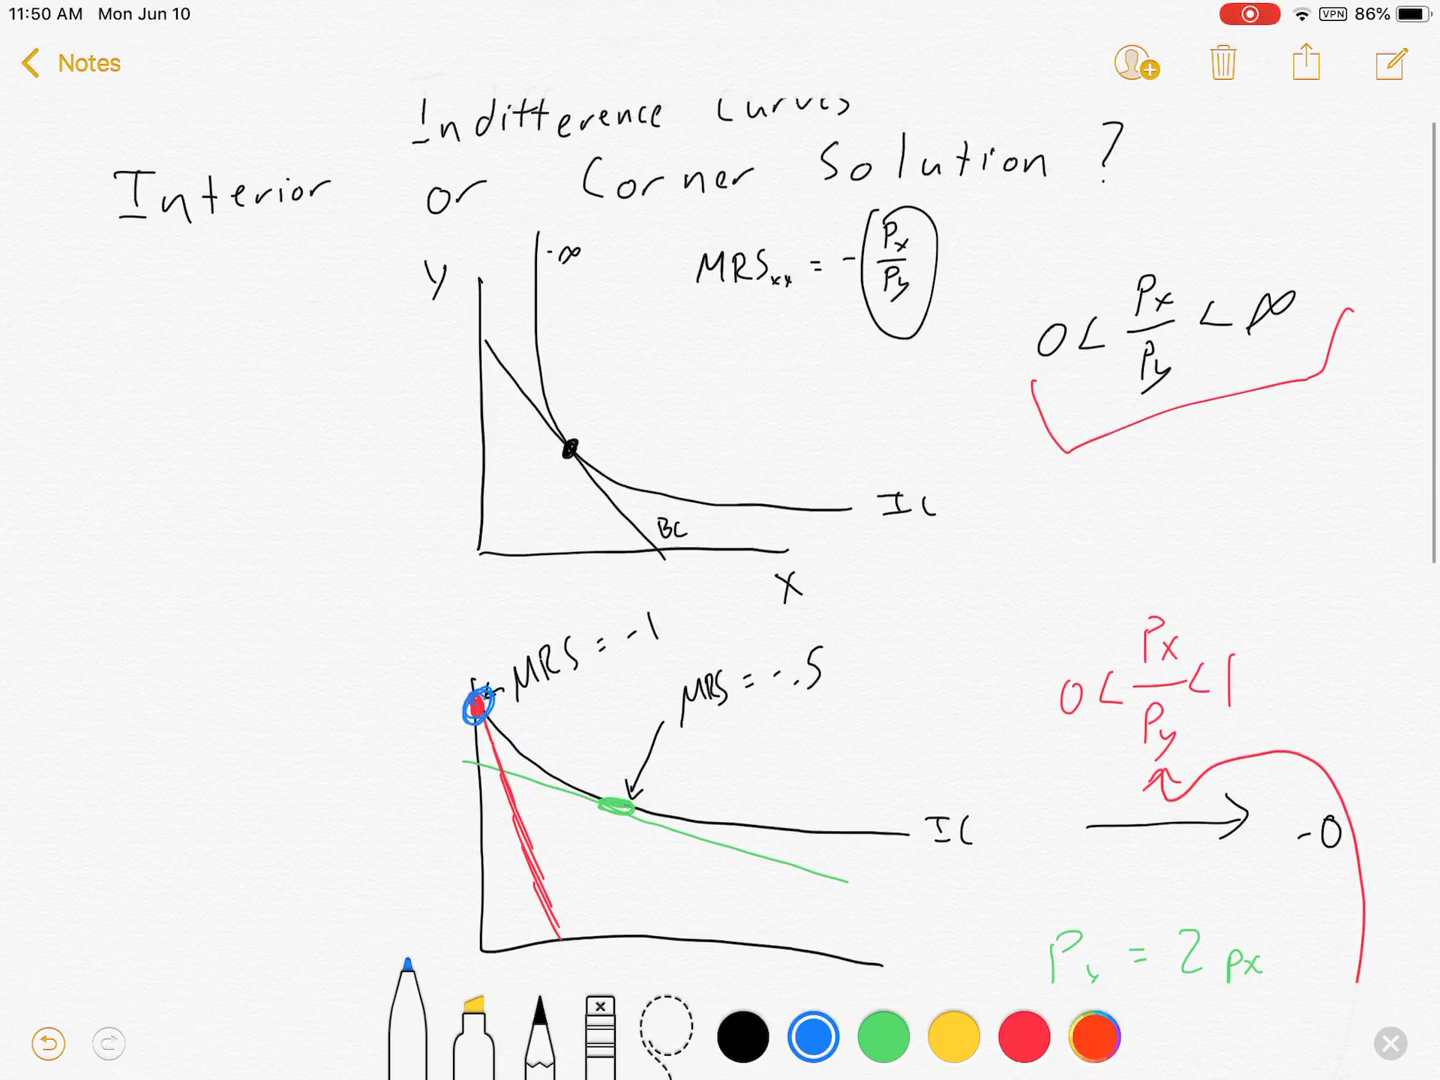 11:50 AM Mon Jun 10
VPN 86%
Notes
Indifference Curves
Interior or Corner Solution ?
Y
-∞
MRSxy = - Px/Py
0 < Px/Py < ∞
BC
IC
X
MRS = -1
MRS = -.5
0 < Px/Py < 1
IC
-0
Py = 2 px